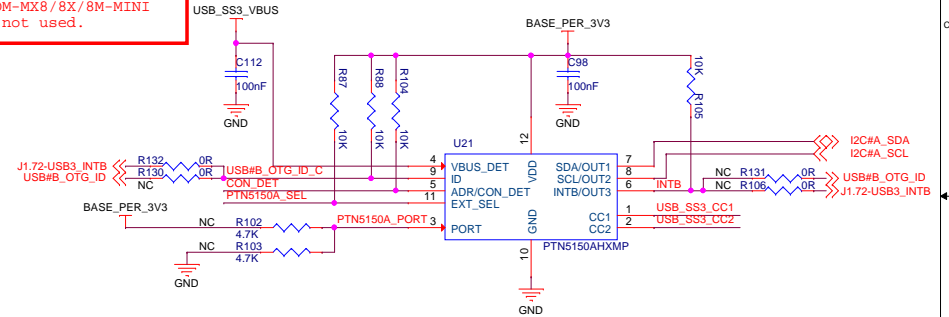 OM-MX8/8X/8M-MINI
not used.
USB_SS3_VBUS
BASE_PER_3V3
C112
100nF
GND
R87
10K
R88
10K
R104
10K
C98
100nF
GND
10K
R105
U21
12
VDD
4
VBUS_DET
9
ID
5
ADR/CON_DET
11
EXT_SEL
3
PORT
SDA/OUT1
7
SCL/OUT2
8
INTB/OUT3
6
CC1
1
CC2
2
GND
10
PTN5150AHXMP
GND
J1.72-USB3_INTB
R132
0R
USB#B_OTG_ID
R130
0R
NC
USB#B_OTG_ID_C
CON_DET
PTN5150A_SEL
BASE_PER_3V3
NC
R102
4.7K
PTN5150A_PORT
NC
R103
4.7K
GND
I2C#A_SDA
I2C#A_SCL
INTB
NC
R131
0R
USB#B_OTG_ID
NC
R106
0R
J1.72-USB3_INTB
USB_SS3_CC1
USB_SS3_CC2